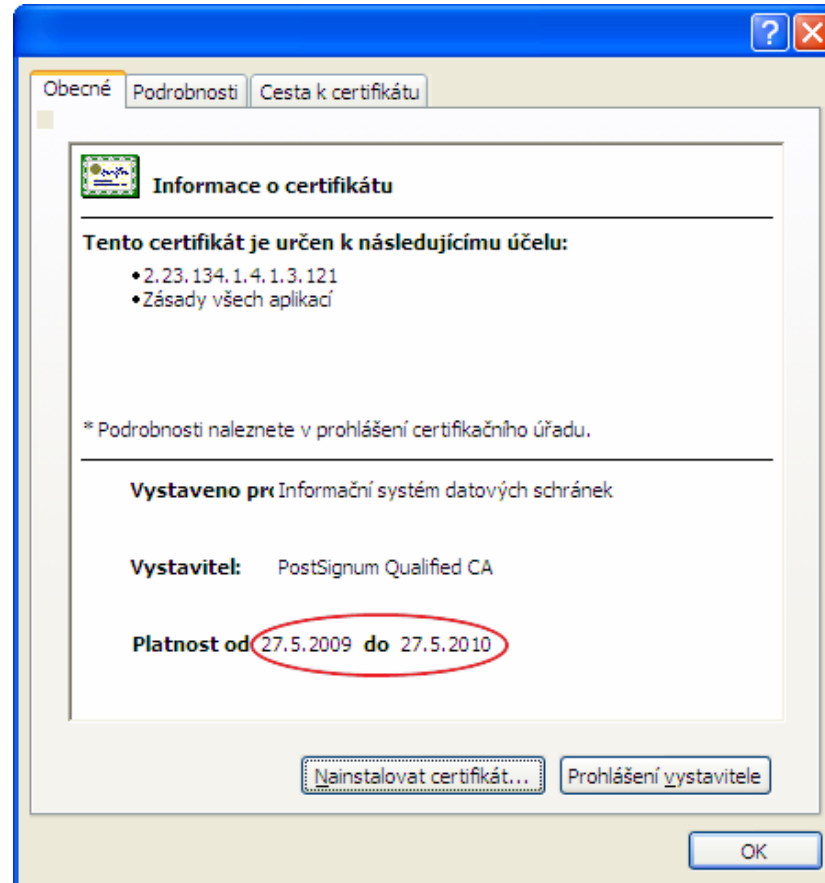 Obecné Podrobnosti Cesta k certifikátu
Informace o certifikátu
Tento certifikát je určen k následujícímu účelu:
•2.23.134.1.4.1.3.121
•Zásady všech aplikací
* Podrobnosti naleznete v prohlášení certifikačního úřadu.
Vystaveno pro Informační systém datových schránek
Vystavitel: PostSignum Qualified CA
Platnost od 27.5.2009 do 27.5.2010
Nainstalovat certifikát... Prohlášení vystavitele
OK